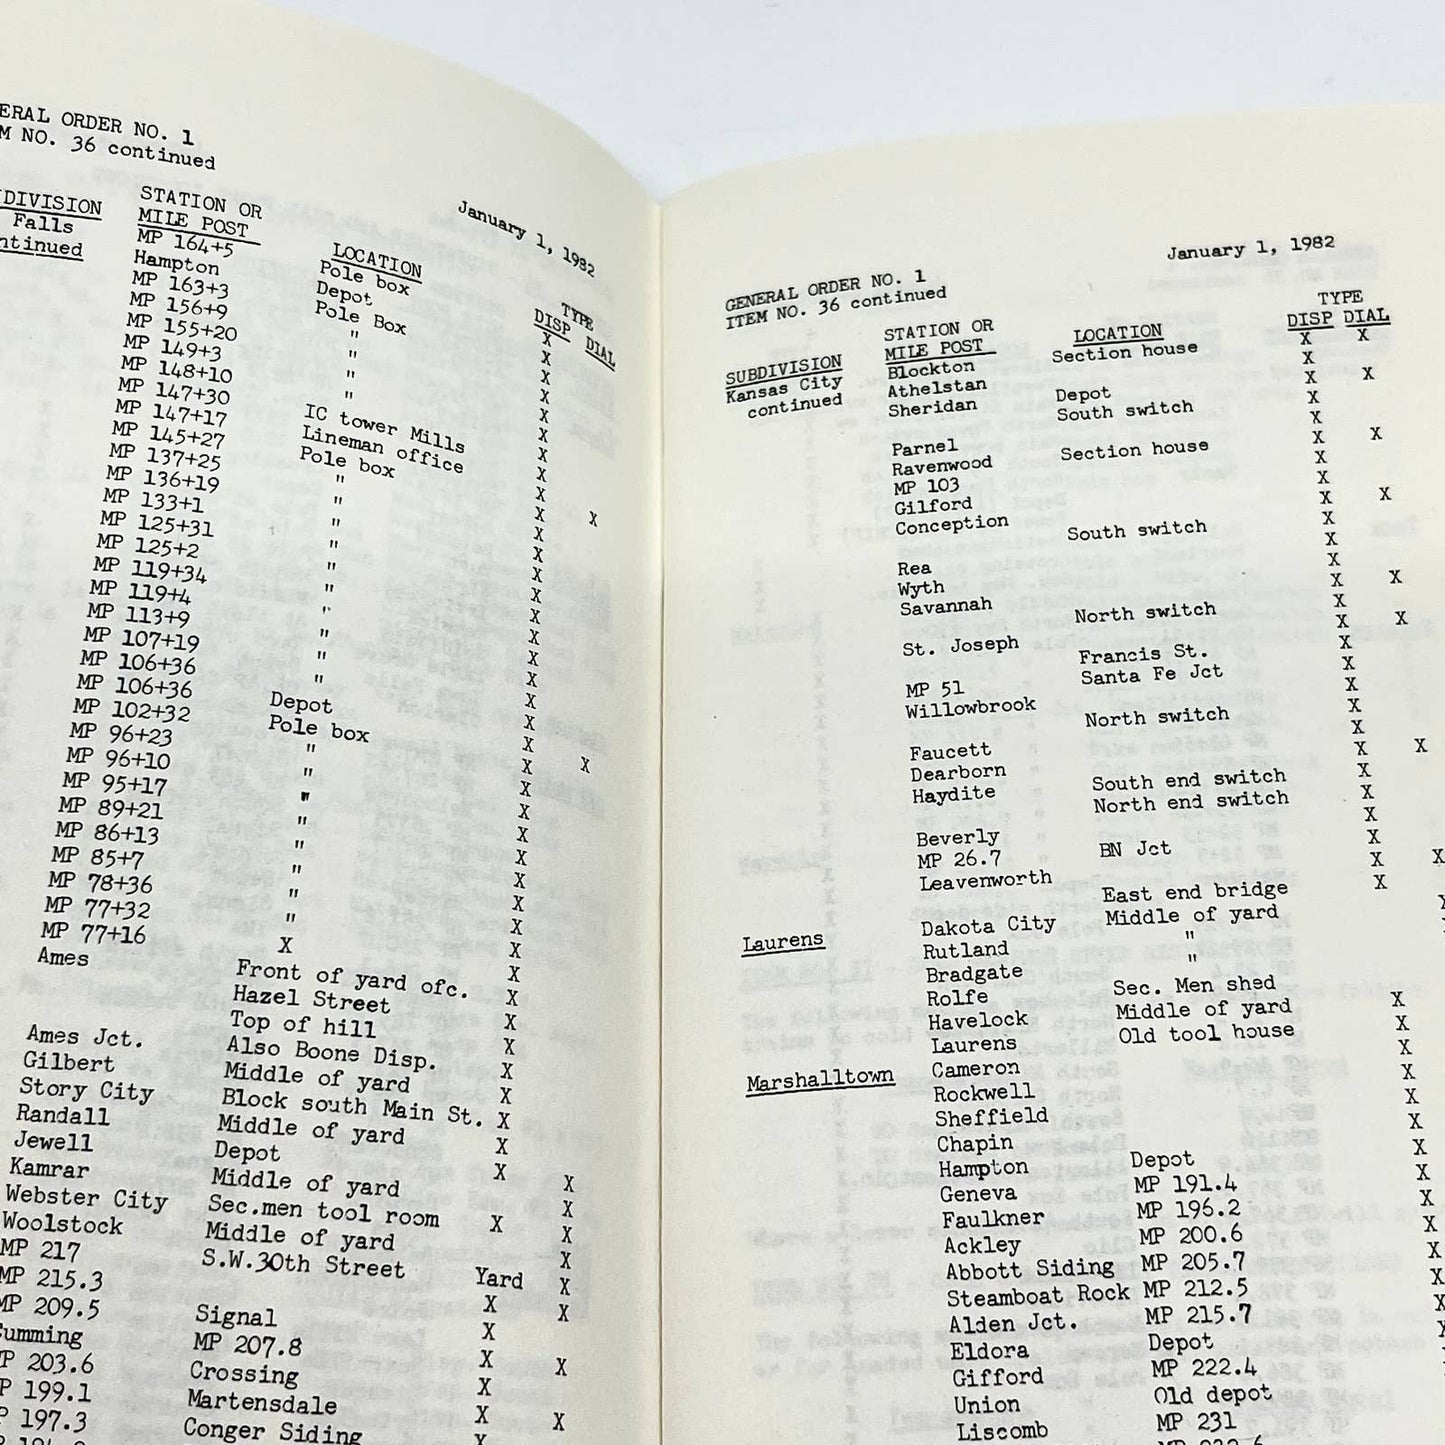 ERAL ORDER NO. 1
M NO. 36 continued
January 1, 1982
DIVISION STATION OR MILE POST LOCATION TYPE DISP DIAL
Falls MP 164+5 Pole box X
ntinued Hampton Depot X
MP 163+3 Pole Box X
MP 156+9 " X
MP 155+20 " X
MP 149+3 " X
MP 148+10 " X
MP 147+30 IC tower Mills X
MP 147+17 Lineman office X X
MP 145+27 Pole box X
MP 137+25 " X
MP 136+19 " X
MP 133+1 " X
MP 125+31 " X
MP 125+2 " X
MP 119+34 " X
MP 119+4 " X
MP 113+9 " X
MP 107+19 " X
MP 106+36 " X
MP 106+36 Depot X X
MP 102+32 Pole box X
MP 96+23 " X
MP 96+10 " X
MP 95+17 " X
MP 89+21 " X
MP 86+13 " X
MP 85+7 " X
MP 78+36 " X
MP 77+32 " X
MP 77+16 X X
Ames Front of yard ofc. X
Hazel Street X
Top of hill X
Ames Jct. Also Boone Disp. X
Gilbert Middle of yard X
Story City Block south Main St. X
Randall Middle of yard X
Jewell Depot X X
Kamrar Middle of yard X
Webster City Sec.men tool room X X
Woolstock Middle of yard X
MP 217 S.W.30th Street Yard X
MP 215.3 X X
MP 209.5 Signal X
Cumming MP 207.8 X X
P 203.6 Crossing X
P 199.1 Martensdale X X
P 197.3 Conger Siding X
January 1, 1982
GENERAL ORDER NO. 1
ITEM NO. 36 continued
SUBDIVISION STATION OR MILE POST LOCATION TYPE DISP DIAL
Kansas City Blockton Section house X X
continued Athelstan X
Sheridan Depot X X
South switch X
Parnel X
Ravenwood Section house X X
MP 103 X
Gilford X
Conception X X
South switch X
Rea X
Wyth X
Savannah X X
North switch X
St. Joseph X X
Francis St. X
MP 51 Santa Fe Jct X
Willowbrook X
North switch X
Faucett X
Dearborn X X
Haydite South end switch X
North end switch X
Beverly X
MP 26.7 BN Jct X
Leavenworth X X
East end bridge X
Laurens Dakota City Middle of yard
Rutland "
Bradgate "
Rolfe Sec. Men shed
Havelock Middle of yard X
Laurens Old tool house X
Marshalltown Cameron X
Rockwell X
Sheffield X
Chapin X
Hampton Depot X
Geneva MP 191.4 X
Faulkner MP 196.2 X
Ackley MP 200.6 X
Abbott Siding MP 205.7 X
Steamboat Rock MP 212.5 X
Alden Jct. MP 215.7 X
Eldora Depot
Gifford MP 222.4
Union Old depot
Liscomb MP 231